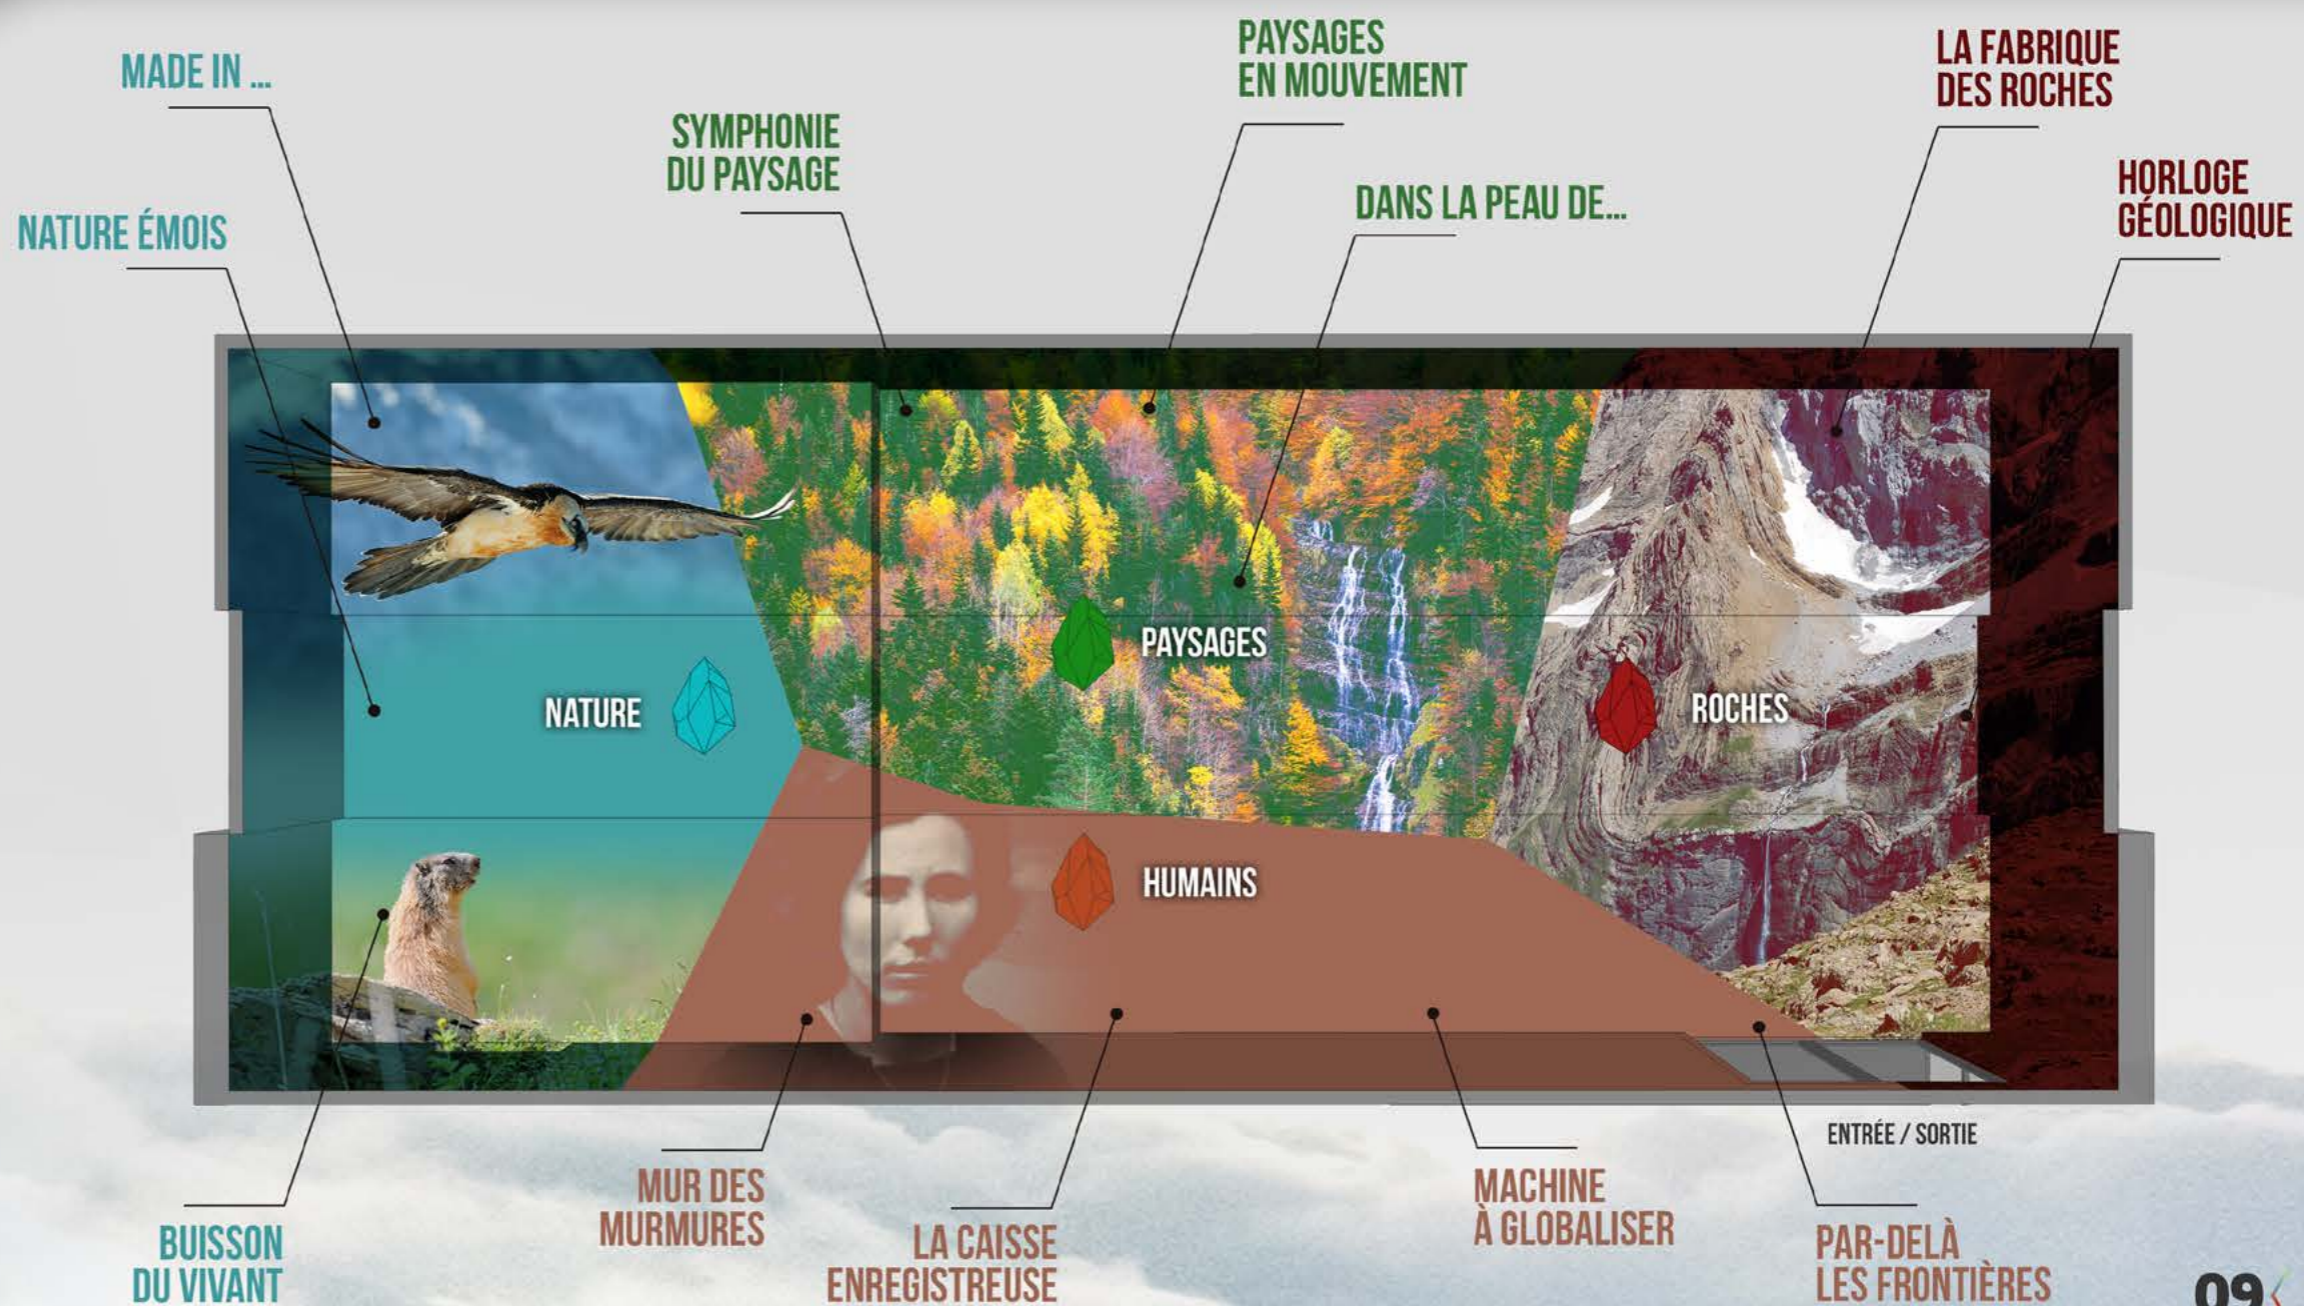 MADE IN ...
NATURE ÉMOIS
SYMPHONIE
DU PAYSAGE
PAYSAGES
EN MOUVEMENT
DANS LA PEAU DE...
LA FABRIQUE
DES ROCHES
HORLOGE
GÉOLOGIQUE
NATURE
PAYSAGES
ROCHES
HUMAINS
ENTRÉE / SORTIE
BUISSON
DU VIVANT
MUR DES
MURMURES
LA CAISSE
ENREGISTREUSE
MACHINE
À GLOBALISER
PAR-DELÀ
LES FRONTIÈRES
09